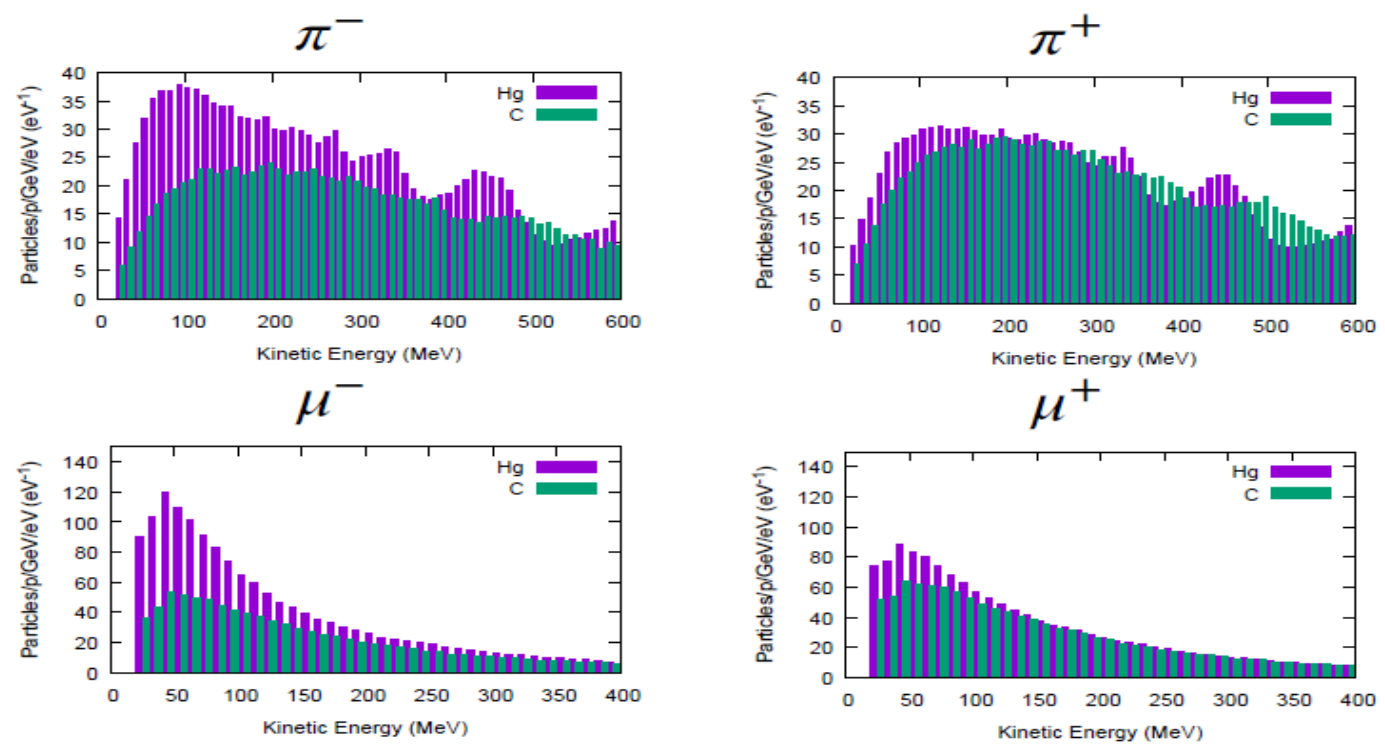 π⁻
Particles/p/GeV/eV (eV⁻¹)
40
35
30
25
20
15
10
5
0
Hg
C
0 100 200 300 400 500 600
Kinetic Energy (MeV)
π⁺
Particles/p/GeV/eV (eV⁻¹)
40
35
30
25
20
15
10
5
0
Hg
C
0 100 200 300 400 500 600
Kinetic Energy (MeV)
μ⁻
Particles/p/GeV/eV (eV⁻¹)
140
120
100
80
60
40
20
0
Hg
C
0 50 100 150 200 250 300 350 400
Kinetic Energy (MeV)
μ⁺
Particles/p/GeV/eV (eV⁻¹)
140
120
100
80
60
40
20
0
Hg
C
0 50 100 150 200 250 300 350 400
Kinetic Energy (MeV)